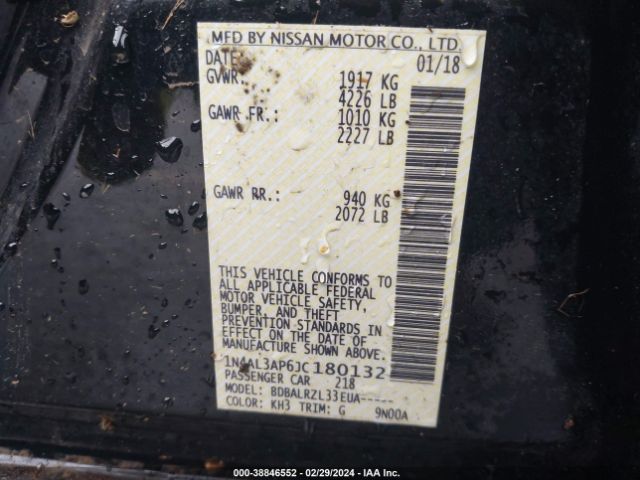 MFD BY NISSAN MOTOR CO., LTD.
DATE: 01/18
GVWR: 1917 KG
4226 LB
GAWR FR.: 1010 KG
2227 LB
GAWR RR.: 940 KG
2072 LB
THIS VEHICLE CONFORMS TO
ALL APPLICABLE FEDERAL
MOTOR VEHICLE SAFETY,
BUMPER, AND THEFT
PREVENTION STANDARDS IN
EFFECT ON THE DATE OF
MANUFACTURE SHOWN ABOVE.
1N4AL3AP6JC180132
PASSENGER CAR 218
MODEL: BDBALRZL33EUA-----
COLOR: KH3 TRIM: G 9N00A
000-38846552 - 02/29/2024 - IAA Inc.